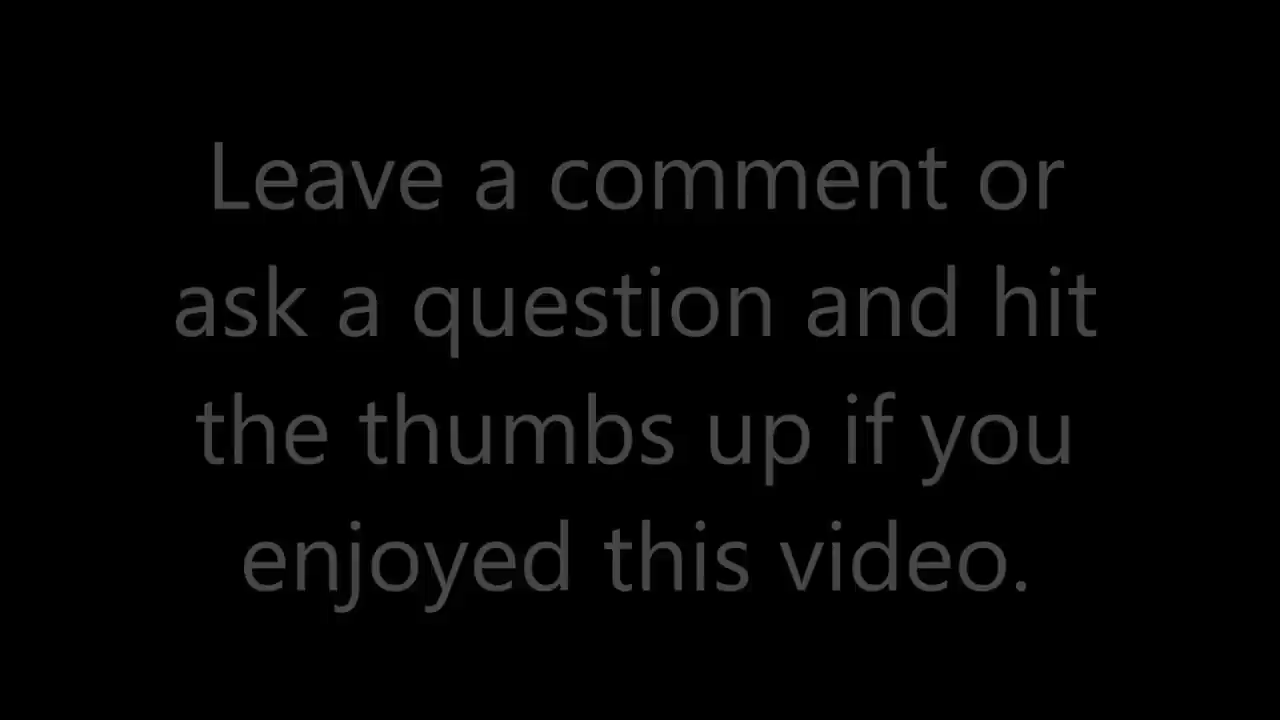 Leave a comment or
ask a question and hit
the thumbs up if you
enjoyed this video.